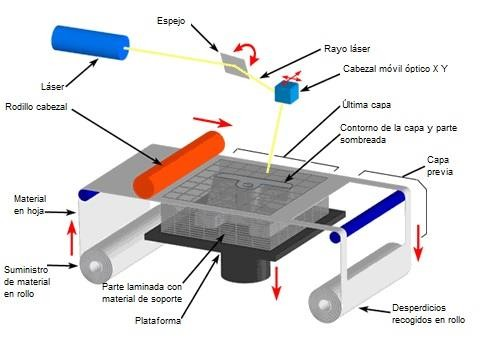 Espejo
Rayo láser
Láser
Cabezal móvil óptico X Y
Rodillo cabezal
Última capa
Contorno de la capa y parte
sombreada
Capa
previa
Material
en hoja
Suministro
de material
en rollo
Parte laminada con
material de soporte
Plataforma
Desperdicios
recogidos en rollo